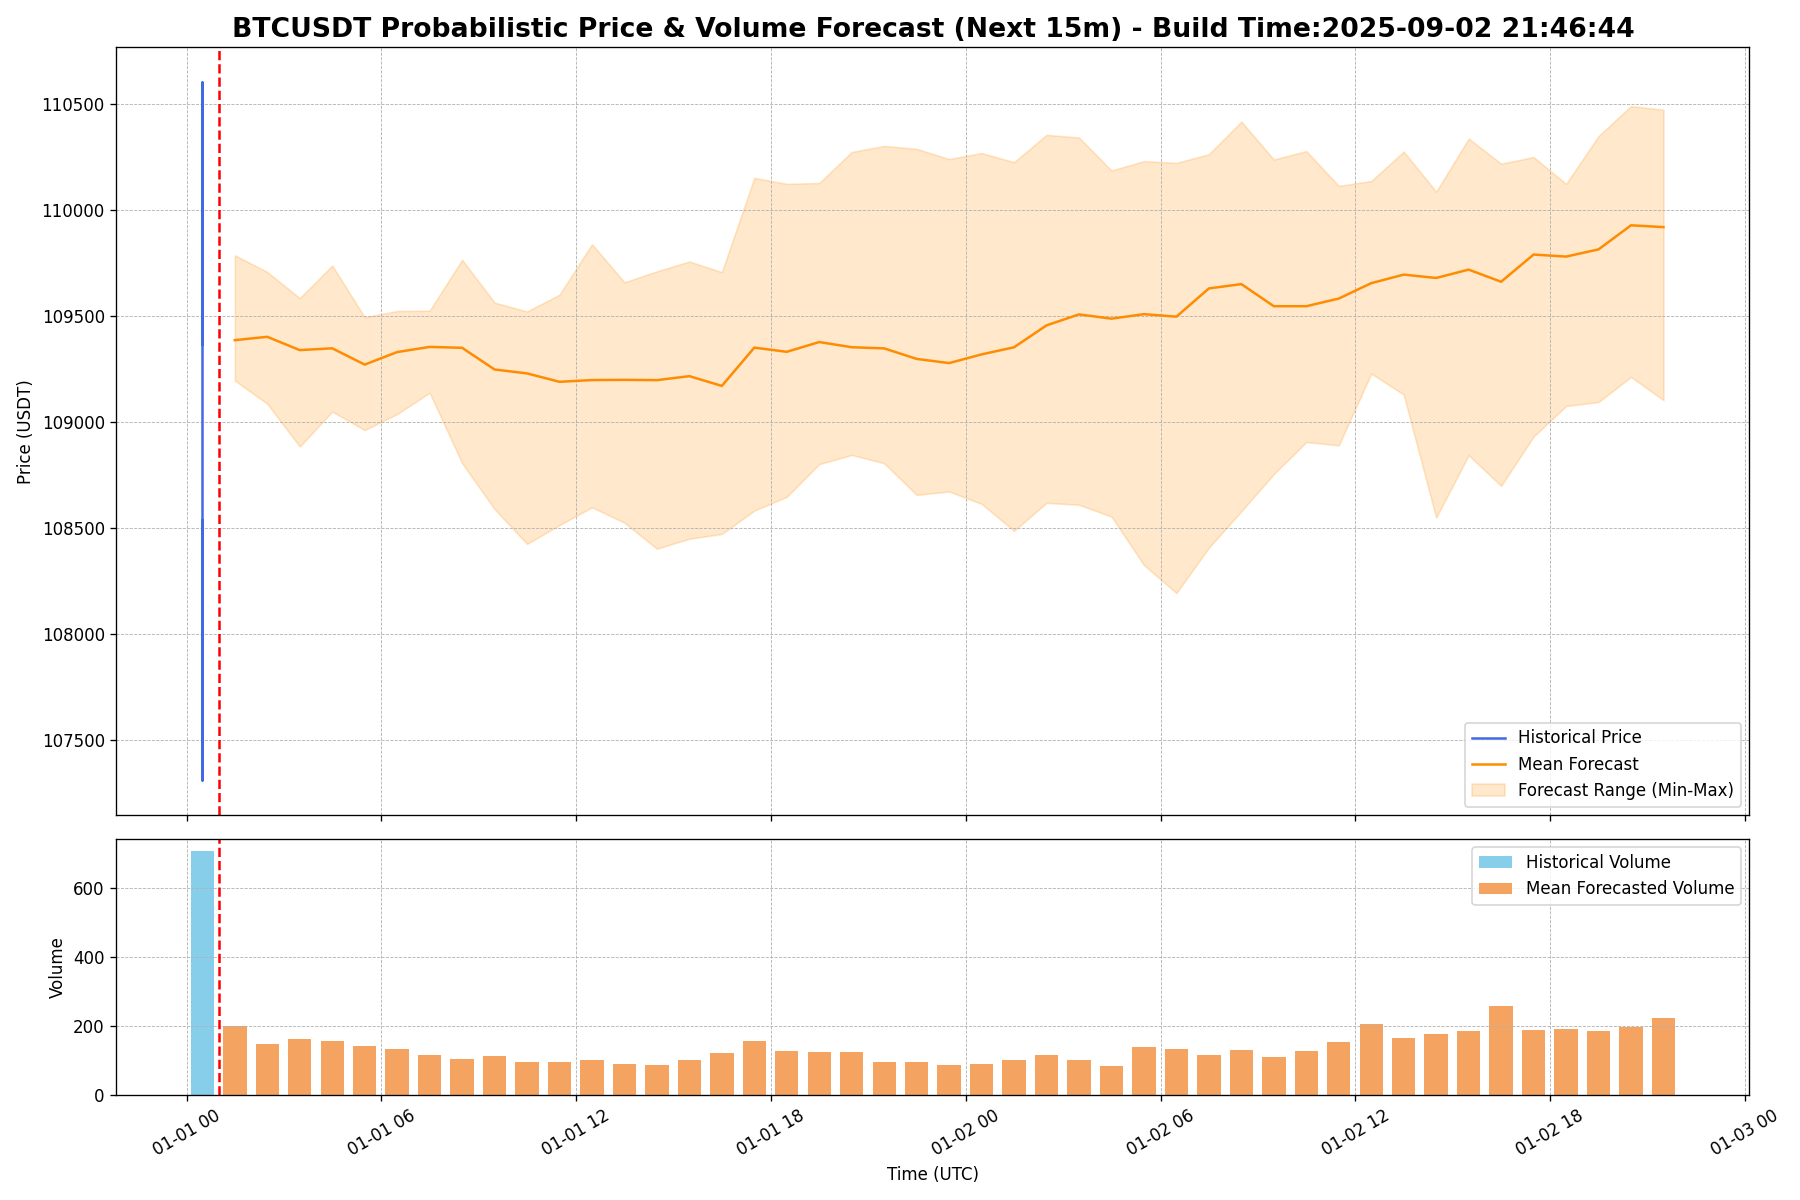 BTCUSDT Probabilistic Price & Volume Forecast (Next 15m) - Build Time:2025-09-02 21:46:44
110500
110000
109500
109000
108500
108000
107500
Price (USDT)
Historical Price
Mean Forecast
Forecast Range (Min-Max)
600
400
200
0
Volume
Historical Volume
Mean Forecasted Volume
01-01 00
01-01 06
01-01 12
01-01 18
01-02 00
01-02 06
01-02 12
01-02 18
01-03 00
Time (UTC)